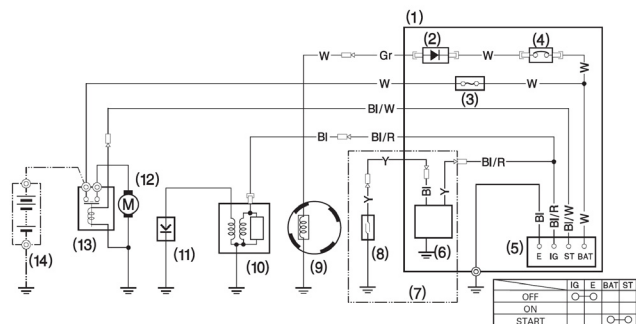 (1)
(2)
(4)
W
Gr
W
W
W
W
(3)
Bl/W
Bl
Bl/R
Y
Bl/R
(12)
M
(13)
(14)
(11)
(10)
(9)
Y
(8)
Bl
Y
(6)
(7)
Bl
Bl/R
Bl/W
W
(5)
E IG ST BAT
IG E BAT ST
OFF
ON
START